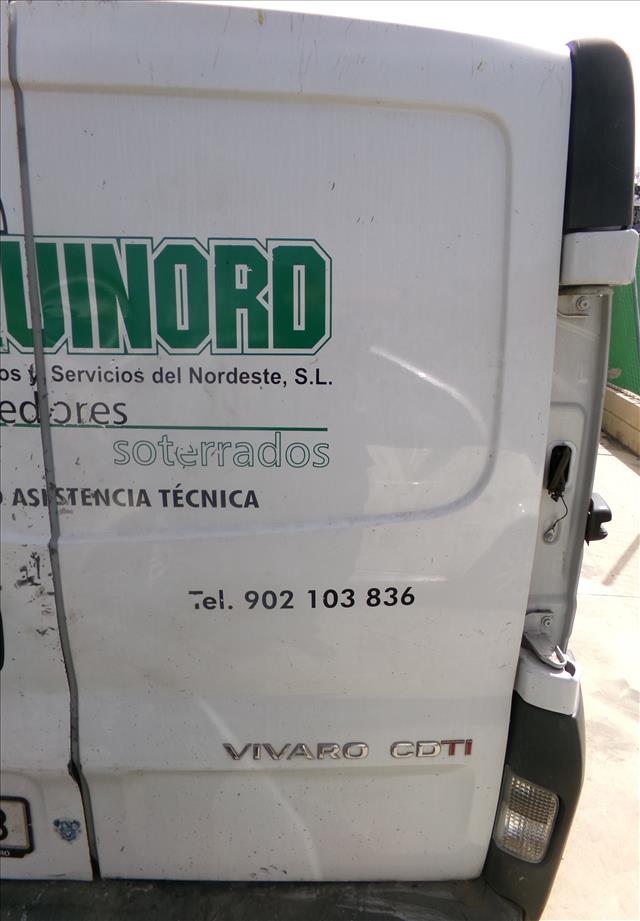 UINORD
os y Servicios del Nordeste, S.L.
edores
soterrados
ASISTENCIA TÉCNICA
Tel. 902 103 836
VIVARO CDTI